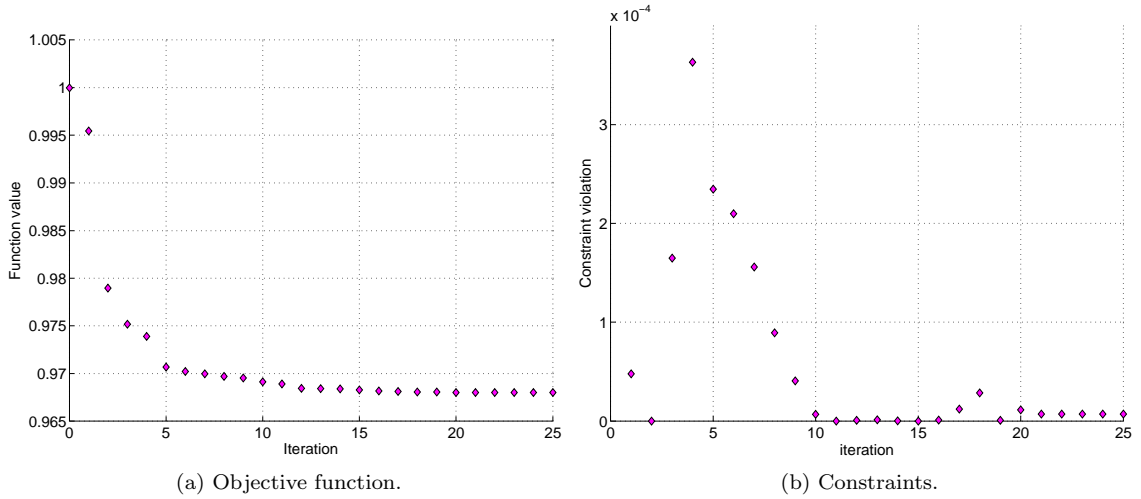 1.005
1
0.995
0.99
0.985
0.98
0.975
0.97
0.965
0 5 10 15 20 25
Function value
Iteration
(a) Objective function.
x 10⁻⁴
3
2
1
0
0 5 10 15 20 25
Constraint violation
iteration
(b) Constraints.